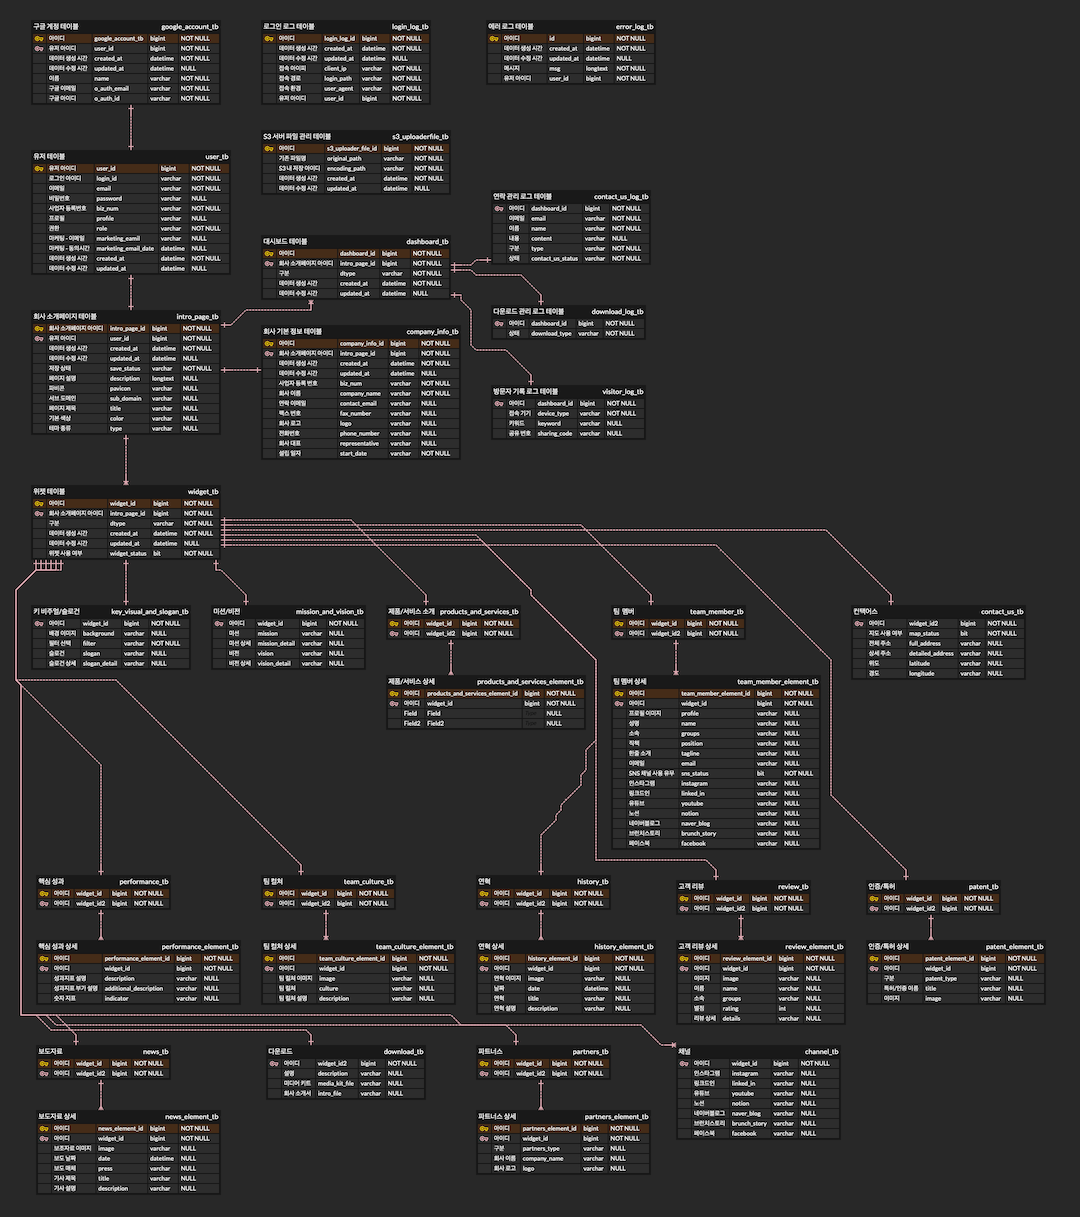 구글 계정 테이블 google_account_tb
아이디 google_account_tb bigint NOT NULL
유저 아이디 user_id bigint NOT NULL
데이터 생성 시간 created_at datetime NOT NULL
데이터 수정 시간 updated_at datetime NOT NULL
이름 name varchar NOT NULL
구글 이메일 o_auth_email varchar NOT NULL
구글 아이디 o_auth_id varchar NOT NULL
로그인 로그 테이블 login_log_tb
아이디 login_log_id bigint NOT NULL
데이터 생성 시간 created_at datetime NOT NULL
데이터 수정 시간 updated_at datetime NOT NULL
접속 아이피 client_ip varchar NOT NULL
접속 경로 login_path varchar NOT NULL
접속 환경 user_agent varchar NOT NULL
유저 아이디 user_id bigint NOT NULL
에러 로그 테이블 error_log_tb
아이디 id bigint NOT NULL
데이터 생성 시간 created_at datetime NOT NULL
데이터 수정 시간 updated_at datetime NOT NULL
메시지 msg longtext NOT NULL
유저 아이디 user_id bigint NOT NULL
S3 서버 파일 관리 테이블 s3_uploaderfile_tb
아이디 s3_uploader_file_id bigint NOT NULL
기존 파일명 original_path varchar NOT NULL
S3 내 저장 아이디 encoding_path varchar NOT NULL
데이터 생성 시간 created_at datetime NOT NULL
데이터 수정 시간 updated_at datetime NULL
유저 테이블 user_tb
유저 아이디 user_id bigint NOT NULL
로그인 아이디 login_id varchar NOT NULL
이메일 email varchar NOT NULL
비밀번호 password varchar NULL
사업자 등록번호 biz_num varchar NOT NULL
프로필 profile varchar NULL
권한 role varchar NOT NULL
마케팅 - 이메일 marketing_eamil varchar NULL
마케팅 - 동의시간 marketing_email_date datetime NULL
데이터 생성 시간 created_at datetime NOT NULL
데이터 수정 시간 updated_at datetime NULL
연락 관리 로그 테이블 contact_us_log_tb
아이디 dashboard_id bigint NOT NULL
이메일 email varchar NOT NULL
이름 name varchar NOT NULL
내용 content varchar NULL
구분 type varchar NOT NULL
상태 contact_us_status varchar NOT NULL
대시보드 테이블 dashboard_tb
아이디 dashboard_id bigint NOT NULL
회사 소개페이지 아이디 intro_page_id bigint NOT NULL
구분 dtype varchar NOT NULL
데이터 생성 시간 created_at datetime NOT NULL
데이터 수정 시간 updated_at datetime NULL
다운로드 관리 로그 테이블 download_log_tb
아이디 dashboard_id bigint NOT NULL
상태 download_type varchar NOT NULL
회사 소개페이지 테이블 intro_page_tb
회사 소개페이지 아이디 intro_page_id bigint NOT NULL
유저 아이디 user_id bigint NOT NULL
데이터 생성 시간 created_at datetime NOT NULL
데이터 수정 시간 updated_at datetime NULL
저장 상태 save_status varchar NOT NULL
페이지 설명 description longtext NULL
파비콘 pavicon varchar NULL
서브 도메인 sub_domain varchar NULL
페이지 제목 title varchar NULL
기본 색상 color varchar NULL
테마 종류 type varchar NULL
회사 기본 정보 테이블 company_info_tb
아이디 company_info_id bigint NOT NULL
회사 소개페이지 아이디 intro_page_id bigint NOT NULL
데이터 생성 시간 created_at datetime NOT NULL
데이터 수정 시간 updated_at datetime NULL
사업자 등록 번호 biz_num varchar NOT NULL
회사 이름 company_name varchar NOT NULL
연락 이메일 contact_email varchar NOT NULL
팩스 번호 fax_number varchar NULL
회사 로고 logo varchar NULL
전화번호 phone_number varchar NULL
회사 대표 representative varchar NULL
설립 일자 start_date varchar NOT NULL
방문자 기록 로그 테이블 visitor_log_tb
아이디 dashboard_id bigint NOT NULL
접속 기기 device_type varchar NOT NULL
키워드 keyword varchar NULL
공유 번호 sharing_code varchar NULL
위젯 테이블 widget_tb
아이디 widget_id bigint NOT NULL
회사 소개페이지 아이디 intro_page_id bigint NOT NULL
구분 dtype varchar NOT NULL
데이터 생성 시간 created_at datetime NOT NULL
데이터 수정 시간 updated_at datetime NULL
위젯 사용 여부 widget_status bit NOT NULL
키 비주얼/슬로건 key_visual_and_slogan_tb
아이디 widget_id bigint NOT NULL
배경 이미지 background varchar NULL
필터 선택 filter varchar NOT NULL
슬로건 slogan varchar NULL
슬로건 상세 slogan_detail varchar NULL
미션/비전 mission_and_vision_tb
아이디 widget_id bigint NOT NULL
미션 mission varchar NULL
미션 상세 mission_detail varchar NULL
비전 vision varchar NULL
비전 상세 vision_detail varchar NULL
제품/서비스 소개 products_and_services_tb
아이디 widget_id bigint NOT NULL
아이디 widget_id2 bigint NOT NULL
팀 멤버 team_member_tb
아이디 widget_id bigint NOT NULL
아이디 widget_id2 bigint NOT NULL
컨택어스 contact_us_tb
아이디 widget_id2 bigint NOT NULL
지도 사용 여부 map_status bit NOT NULL
전체 주소 full_address varchar NULL
상세 주소 detailed_address varchar NULL
위도 latitude varchar NULL
경도 longitude varchar NULL
제품/서비스 상세 products_and_services_element_tb
아이디 products_and_services_element_id bigint NOT NULL
아이디 widget_id bigint NOT NULL
Field Field NULL
Field2 Field2 NULL
팀 멤버 상세 team_member_element_tb
아이디 team_member_element_id bigint NOT NULL
아이디 widget_id bigint NOT NULL
프로필 이미지 profile varchar NULL
성명 name varchar NULL
소속 groups varchar NULL
직책 position varchar NULL
한줄 소개 tagline varchar NULL
이메일 email varchar NULL
SNS 채널 사용 유무 sns_status bit NOT NULL
인스타그램 instagram varchar NULL
링크드인 linked_in varchar NULL
유튜브 youtube varchar NULL
노션 notion varchar NULL
네이버블로그 naver_blog varchar NULL
브런치스토리 brunch_story varchar NULL
페이스북 facebook varchar NULL
핵심 성과 performance_tb
아이디 widget_id bigint NOT NULL
아이디 widget_id2 bigint NOT NULL
팀 컬쳐 team_culture_tb
아이디 widget_id bigint NOT NULL
아이디 widget_id2 bigint NOT NULL
연혁 history_tb
아이디 widget_id bigint NOT NULL
아이디 widget_id2 bigint NOT NULL
고객 리뷰 review_tb
아이디 widget_id bigint NOT NULL
아이디 widget_id2 bigint NOT NULL
인증/특허 patent_tb
아이디 widget_id bigint NOT NULL
아이디 widget_id2 bigint NOT NULL
핵심 성과 상세 performance_element_tb
아이디 performance_element_id bigint NOT NULL
아이디 widget_id bigint NOT NULL
성과지표 설명 description varchar NULL
성과지표 부가 설명 additional_description varchar NULL
숫자 지표 indicator varchar NULL
팀 컬쳐 상세 team_culture_element_tb
아이디 team_culture_element_id bigint NOT NULL
아이디 widget_id bigint NOT NULL
팀 컬쳐 이미지 image varchar NULL
팀 컬쳐 culture varchar NULL
팀 컬쳐 설명 description varchar NULL
연혁 상세 history_element_tb
아이디 history_element_id bigint NOT NULL
아이디 widget_id bigint NOT NULL
연혁 이미지 image varchar NULL
날짜 date datetime NULL
연혁 title varchar NULL
연혁 설명 description varchar NULL
고객 리뷰 상세 review_element_tb
아이디 review_element_id bigint NOT NULL
아이디 widget_id bigint NOT NULL
이미지 image varchar NULL
이름 name varchar NULL
소속 groups varchar NULL
별점 rating int NULL
리뷰 상세 details varchar NULL
인증/특허 상세 patent_element_tb
아이디 patent_element_id bigint NOT NULL
아이디 widget_id bigint NOT NULL
구분 patent_type varchar NULL
특허/인증 이름 title varchar NULL
이미지 image varchar NULL
보도자료 news_tb
아이디 widget_id bigint NOT NULL
아이디 widget_id2 bigint NOT NULL
다운로드 download_tb
아이디 widget_id2 bigint NOT NULL
설명 description varchar NULL
미디어 키트 media_kit_file varchar NULL
회사 소개서 intro_file varchar NULL
파트너스 partners_tb
아이디 widget_id bigint NOT NULL
아이디 widget_id2 bigint NOT NULL
채널 channel_tb
아이디 widget_id bigint NOT NULL
인스타그램 instagram varchar NULL
링크드인 linked_in varchar NULL
유튜브 youtube varchar NULL
노션 notion varchar NULL
네이버블로그 naver_blog varchar NULL
브런치스토리 brunch_story varchar NULL
페이스북 facebook varchar NULL
보도자료 상세 news_element_tb
아이디 news_element_id bigint NOT NULL
아이디 widget_id bigint NOT NULL
보조자료 이미지 image varchar NULL
보도 날짜 date datetime NULL
보도 매체 press varchar NULL
기사 제목 title varchar NULL
기사 설명 description varchar NULL
파트너스 상세 partners_element_tb
아이디 partners_element_id bigint NOT NULL
아이디 widget_id bigint NOT NULL
구분 partners_type varchar NULL
회사 이름 company_name varchar NULL
회사 로고 logo varchar NULL